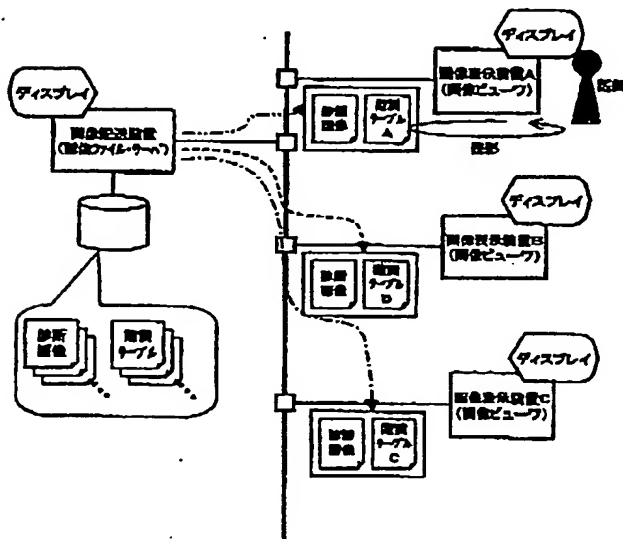 ディスプレイ
画像表示装置A
(画像ビューワ)
ディスプレイ
画像配送装置
(画像ファイル・サーバ)
診断
画像
階調
テーブル
A
診断
画像
階調
テーブル
ディスプレイ
画像表示装置B
(画像ビューワ)
診断
画像
階調
テーブル
ディスプレイ
画像表示装置C
(画像ビューワ)
診断
画像
階調
テーブル
C